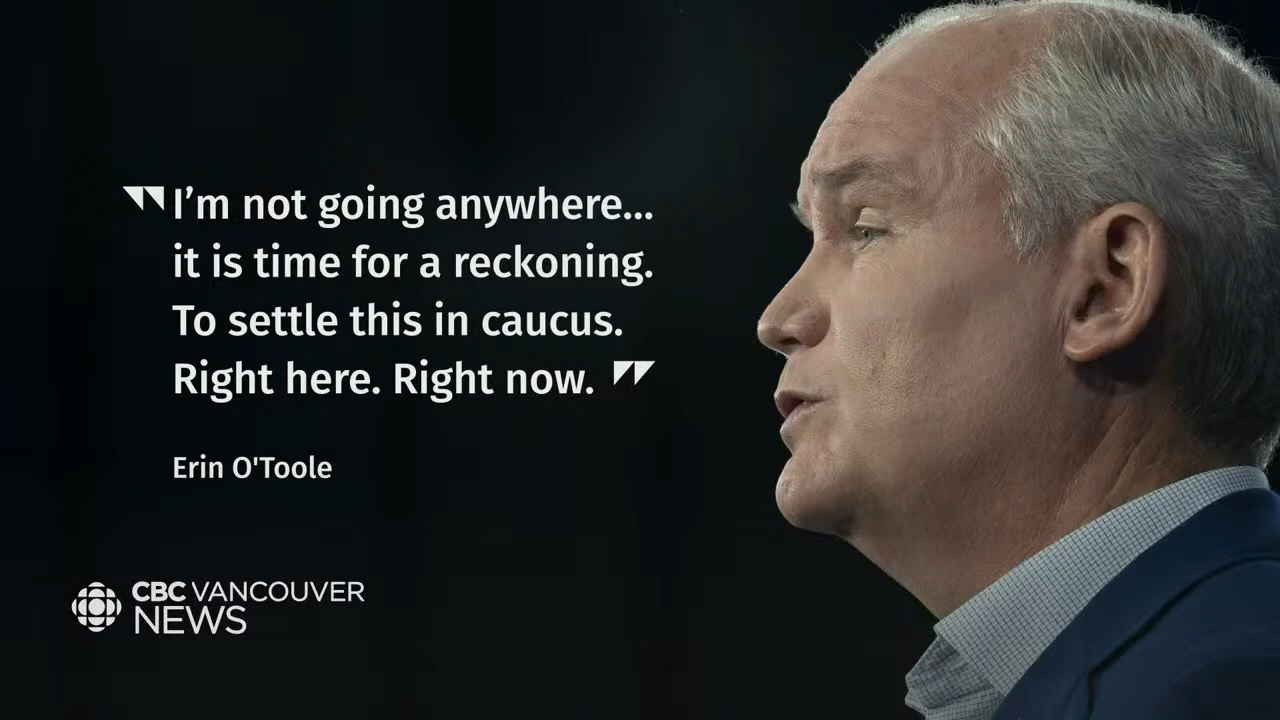 "I'm not going anywhere...
it is time for a reckoning.
To settle this in caucus.
Right here. Right now."
Erin O'Toole
CBC VANCOUVER
NEWS